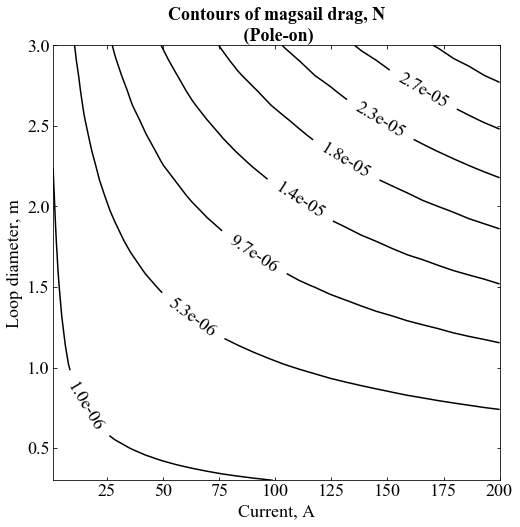 Contours of magsail drag, N
(Pole-on)
3.0
2.5
2.0
1.5
1.0
0.5
Loop diameter, m
2.7e-05
2.3e-05
1.8e-05
1.4e-05
9.7e-06
5.3e-06
1.0e-06
25 50 75 100 125 150 175 200
Current, A